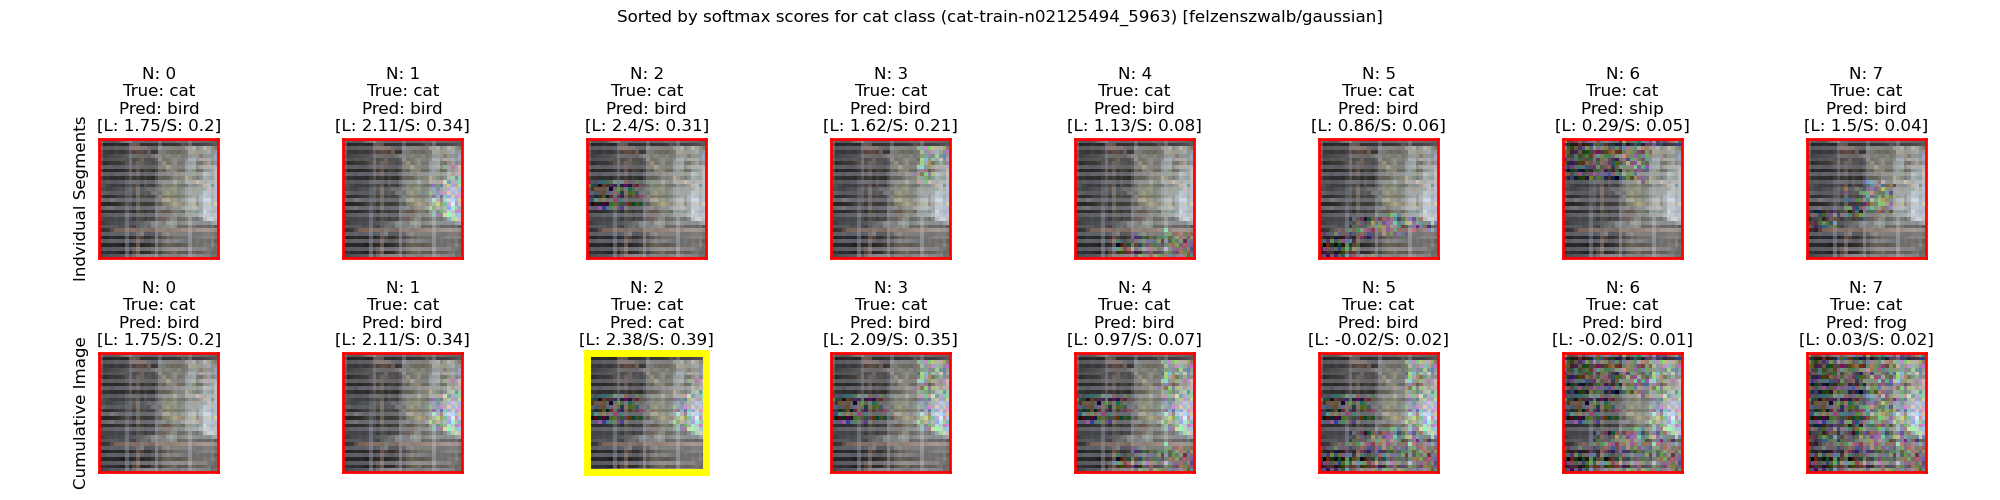 Sorted by softmax scores for cat class (cat-train-n02125494_5963) [felzenszwalb/gaussian]
Indvidual Segments
N: 0
True: cat
Pred: bird
[L: 1.75/S: 0.2]
N: 1
True: cat
Pred: bird
[L: 2.11/S: 0.34]
N: 2
True: cat
Pred: bird
[L: 2.4/S: 0.31]
N: 3
True: cat
Pred: bird
[L: 1.62/S: 0.21]
N: 4
True: cat
Pred: bird
[L: 1.13/S: 0.08]
N: 5
True: cat
Pred: bird
[L: 0.86/S: 0.06]
N: 6
True: cat
Pred: ship
[L: 0.29/S: 0.05]
N: 7
True: cat
Pred: bird
[L: 1.5/S: 0.04]
Cumulative Image
N: 0
True: cat
Pred: bird
[L: 1.75/S: 0.2]
N: 1
True: cat
Pred: bird
[L: 2.11/S: 0.34]
N: 2
True: cat
Pred: cat
[L: 2.38/S: 0.39]
N: 3
True: cat
Pred: bird
[L: 2.09/S: 0.35]
N: 4
True: cat
Pred: bird
[L: 0.97/S: 0.07]
N: 5
True: cat
Pred: bird
[L: -0.02/S: 0.02]
N: 6
True: cat
Pred: bird
[L: -0.02/S: 0.01]
N: 7
True: cat
Pred: frog
[L: 0.03/S: 0.02]